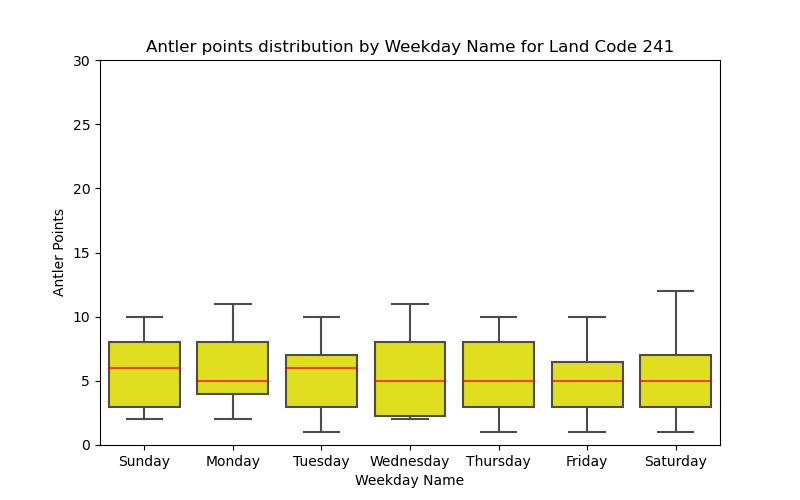 Antler points distribution by Weekday Name for Land Code 241
30
25
20
15
10
5
0
Antler Points
Sunday Monday Tuesday Wednesday Thursday Friday Saturday
Weekday Name